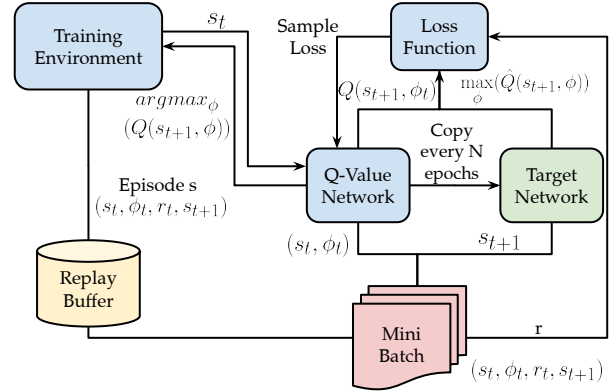 Training
Environment
s_t
Sample
Loss
Loss
Function
Q(s_{t+1}, ϕ_t)
max_ϕ(Q̂(s_{t+1}, ϕ))
argmax_ϕ
(Q(s_{t+1}, ϕ))
Copy
every N
epochs
Q-Value
Network
Target
Network
Episode s
(s_t, ϕ_t, r_t, s_{t+1})
(s_t, ϕ_t)
s_{t+1}
Replay
Buffer
Mini
Batch
r
(s_t, ϕ_t, r_t, s_{t+1})